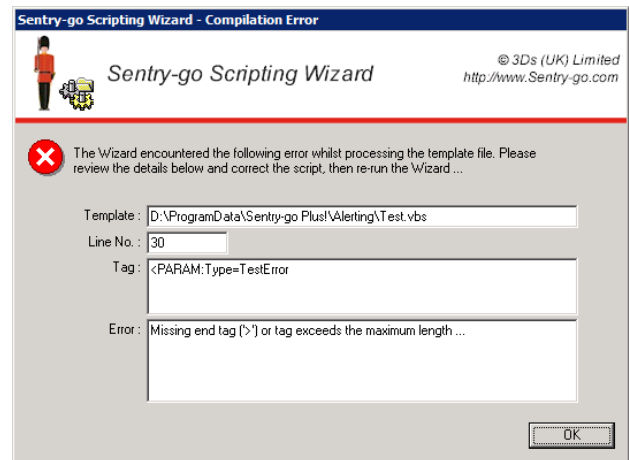 Sentry-go Scripting Wizard - Compilation Error
Sentry-go Scripting Wizard
© 3Ds (UK) Limited
http://www.Sentry-go.com
The Wizard encountered the following error whilst processing the template file. Please
review the details below and correct the script, then re-run the Wizard ...
Template : D:\ProgramData\Sentry-go Plus!\Alerting\Test.vbs
Line No. : 30
Tag : <PARAM:Type=TestError
Error : Missing end tag ('>') or tag exceeds the maximum length ...
OK